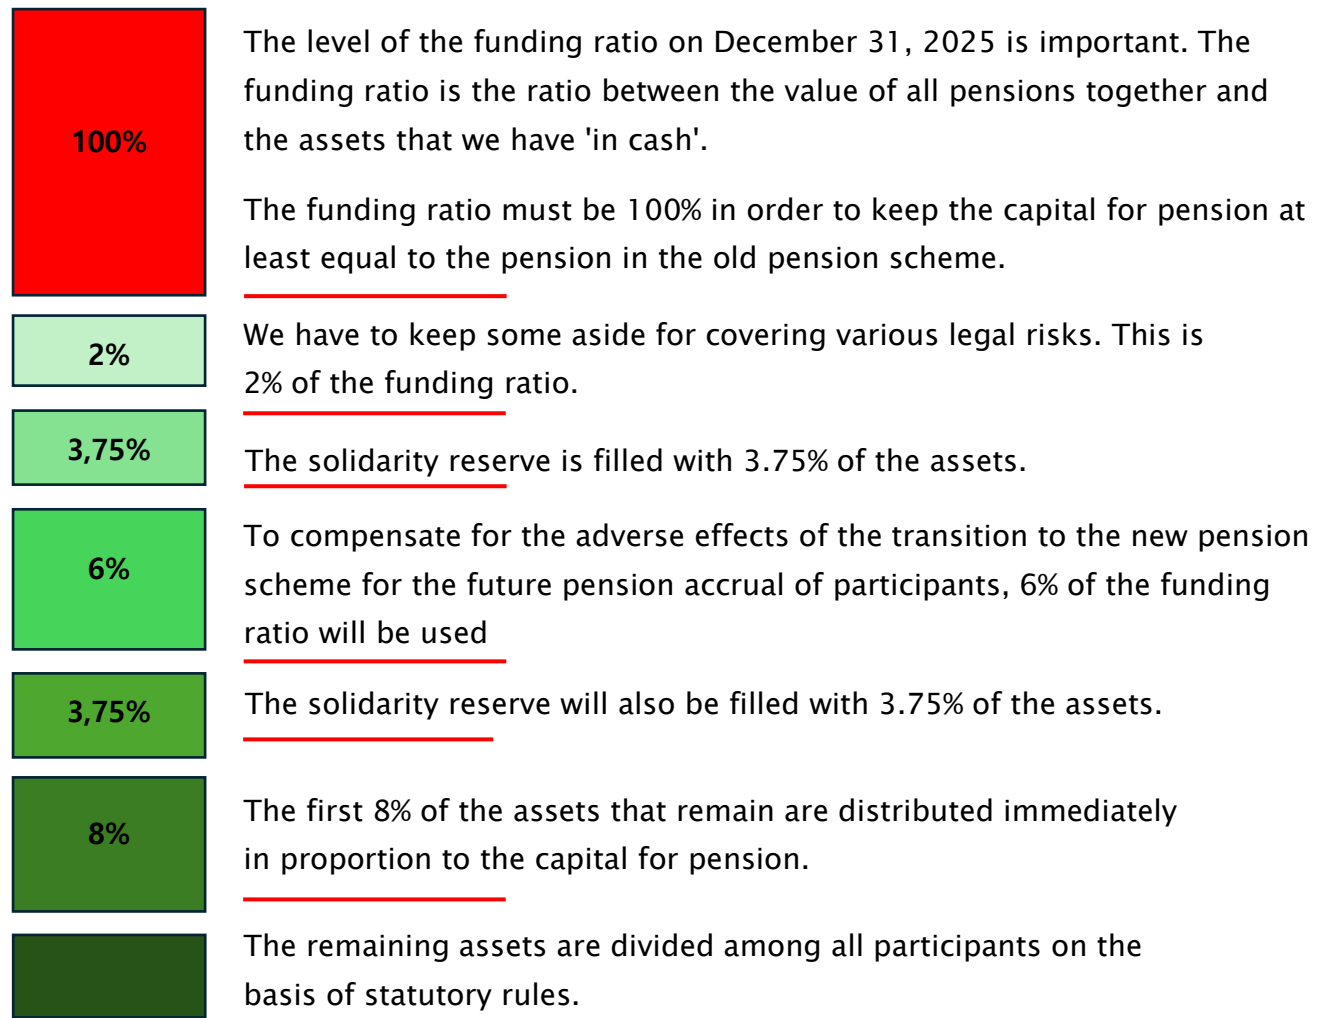 100%
The level of the funding ratio on December 31, 2025 is important. The
funding ratio is the ratio between the value of all pensions together and
the assets that we have 'in cash'.
The funding ratio must be 100% in order to keep the capital for pension at
least equal to the pension in the old pension scheme.
2%
We have to keep some aside for covering various legal risks. This is
2% of the funding ratio.
3,75%
The solidarity reserve is filled with 3.75% of the assets.
6%
To compensate for the adverse effects of the transition to the new pension
scheme for the future pension accrual of participants, 6% of the funding
ratio will be used
3,75%
The solidarity reserve will also be filled with 3.75% of the assets.
8%
The first 8% of the assets that remain are distributed immediately
in proportion to the capital for pension.
The remaining assets are divided among all participants on the
basis of statutory rules.